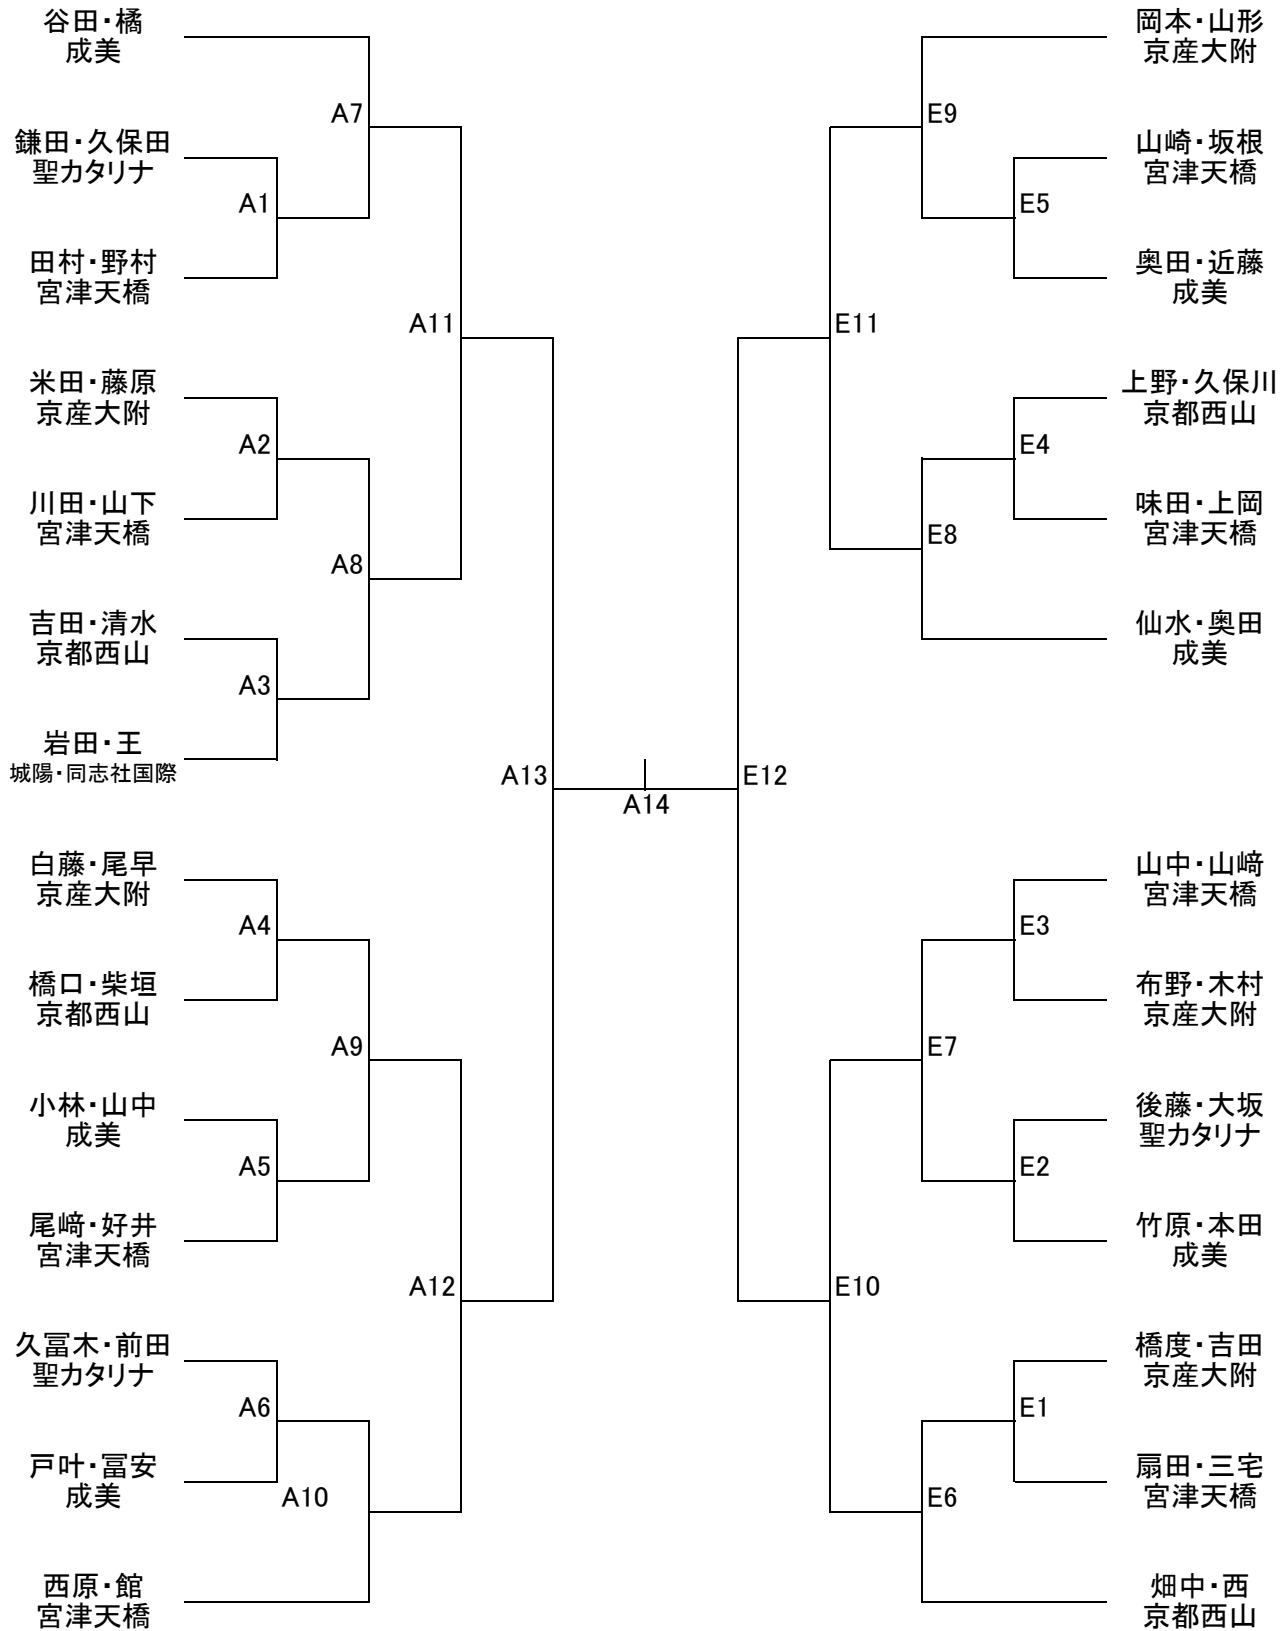 谷田・橘
成美
A7
鎌田・久保田
聖カタリナ
A1
田村・野村
宮津天橋
A11
米田・藤原
京産大附
A2
川田・山下
宮津天橋
A8
吉田・清水
京都西山
A3
岩田・王
城陽・同志社国際
A13
白藤・尾早
京産大附
A4
橋口・柴垣
京都西山
A9
小林・山中
成美
A5
尾﨑・好井
宮津天橋
A12
久冨木・前田
聖カタリナ
A6
戸叶・冨安
成美
A10
西原・館
宮津天橋
A14
岡本・山形
京産大附
E9
山崎・坂根
宮津天橋
E5
奥田・近藤
成美
E11
上野・久保川
京都西山
E4
味田・上岡
宮津天橋
E8
仙水・奥田
成美
E12
山中・山﨑
宮津天橋
E3
布野・木村
京産大附
E7
後藤・大坂
聖カタリナ
E2
竹原・本田
成美
E10
橋度・吉田
京産大附
E1
扇田・三宅
宮津天橋
E6
畑中・西
京都西山